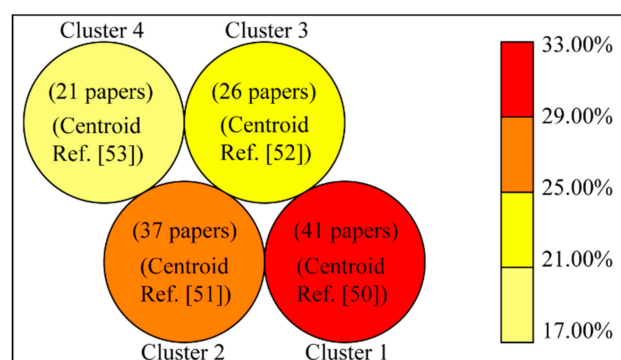 Cluster 4
Cluster 3
(21 papers)
(Centroid
Ref. [53])
(26 papers)
(Centroid
Ref. [52])
(37 papers)
(Centroid
Ref. [51])
(41 papers)
(Centroid
Ref. [50])
Cluster 2
Cluster 1
33.00%
29.00%
25.00%
21.00%
17.00%